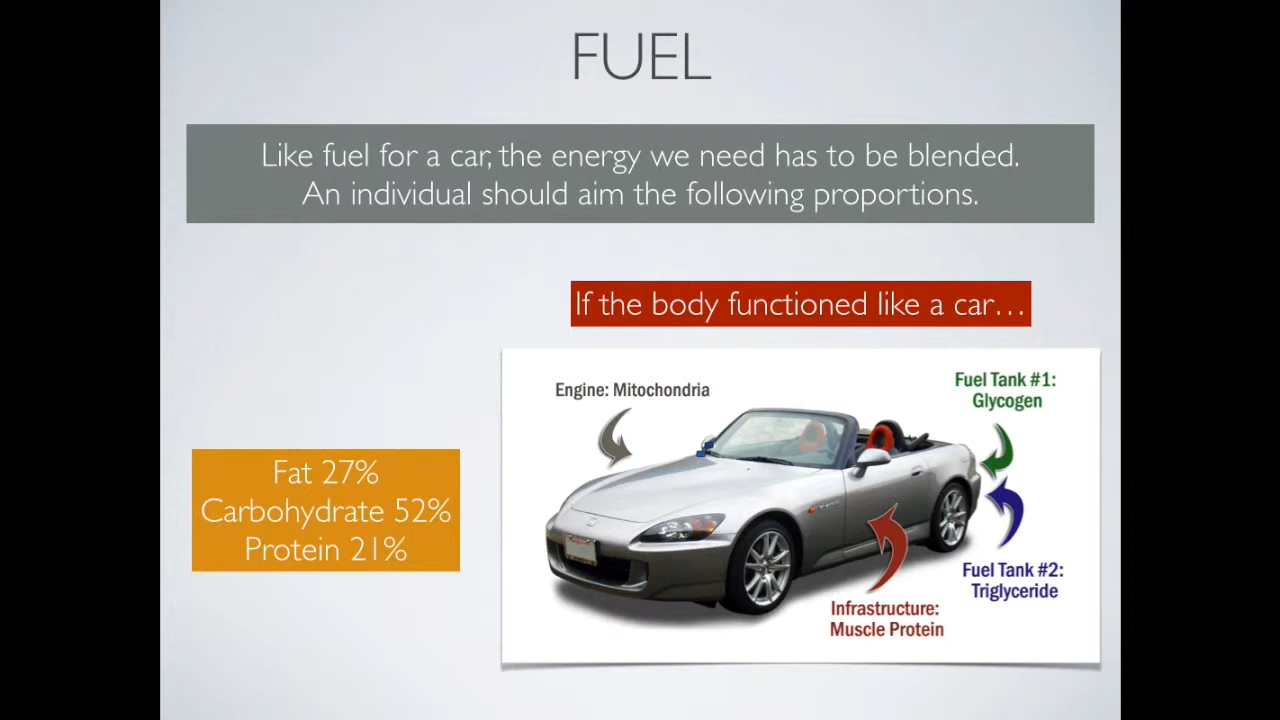 FUEL
Like fuel for a car, the energy we need has to be blended.
An individual should aim the following proportions.
If the body functioned like a car…
Engine: Mitochondria
Fuel Tank #1:
Glycogen
Fat 27%
Carbohydrate 52%
Protein 21%
Fuel Tank #2:
Triglyceride
Infrastructure:
Muscle Protein